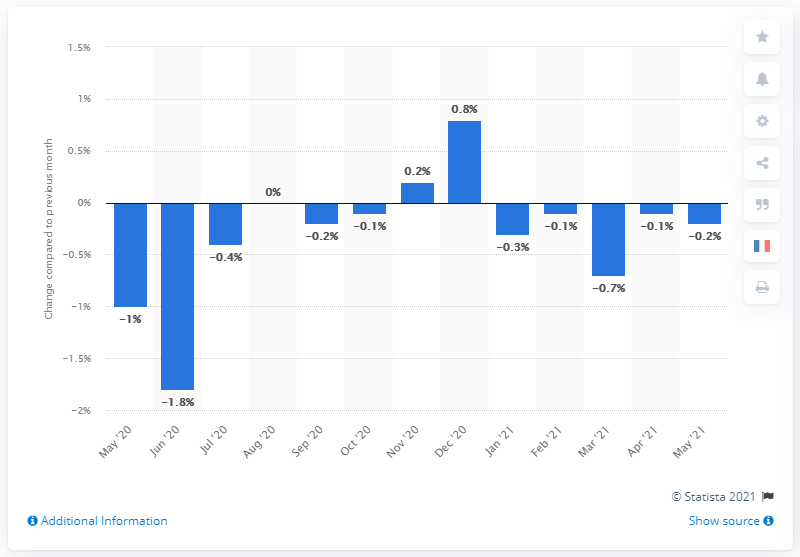 1.5%
1%
0.5%
0%
−0.5%
−1%
−1.5%
−2%
Change compared to previous month
−1%
−1.8%
−0.4%
0%
−0.2%
−0.1%
0.2%
0.8%
−0.3%
−0.1%
−0.7%
−0.1%
−0.2%
May '20
Jun '20
Jul '20
Aug '20
Sep '20
Oct '20
Nov '20
Dec '20
Jan '21
Feb '21
Mar '21
Apr '21
May '21
© Statista 2021
Additional Information
Show source